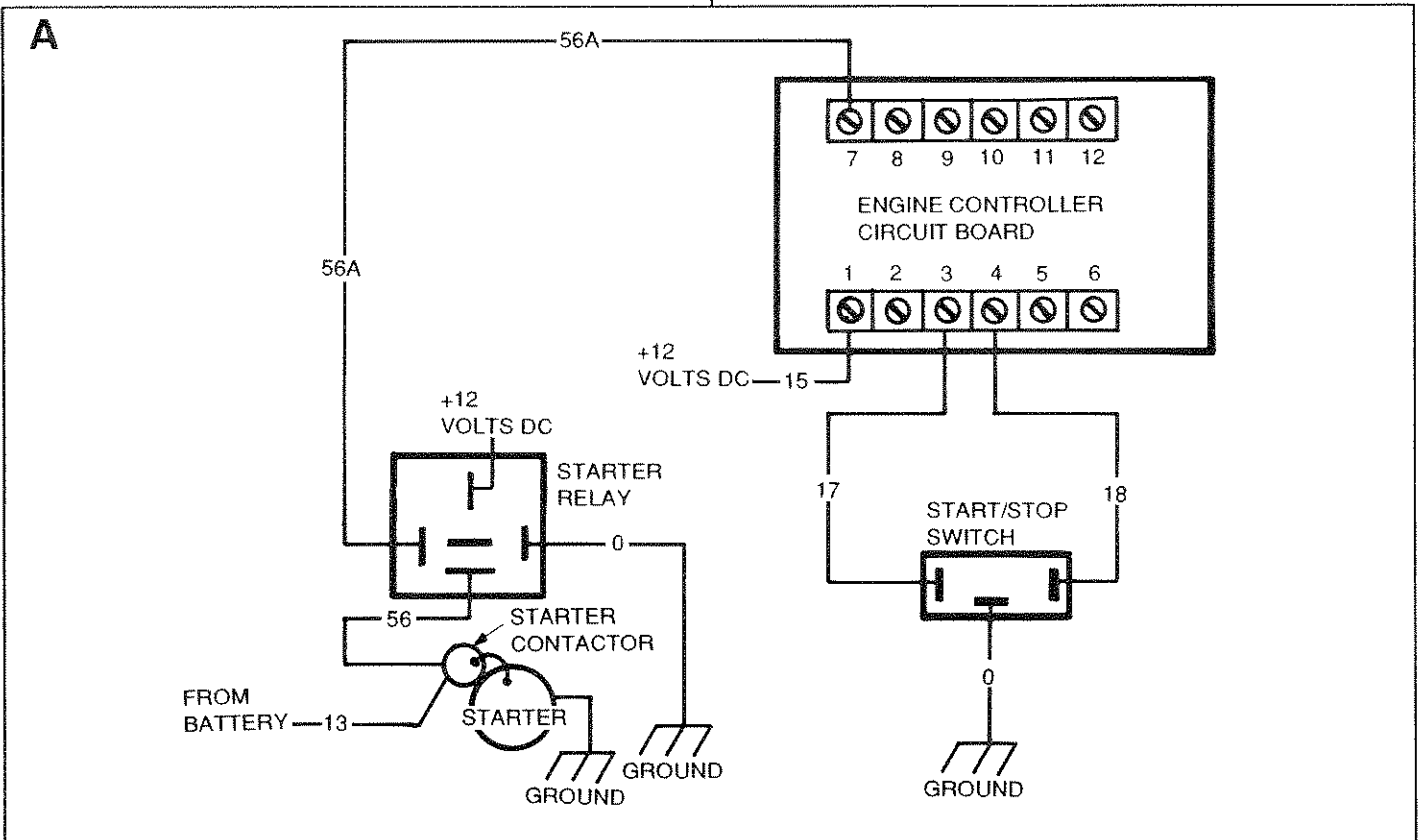 A
56A
7 8 9 10 11 12
ENGINE CONTROLLER
CIRCUIT BOARD
1 2 3 4 5 6
56A
+12
VOLTS DC
15
+12
VOLTS DC
STARTER
RELAY
17
18
START/STOP
SWITCH
0
56
STARTER
CONTACTOR
0
FROM
BATTERY
13
STARTER
GROUND
GROUND
GROUND